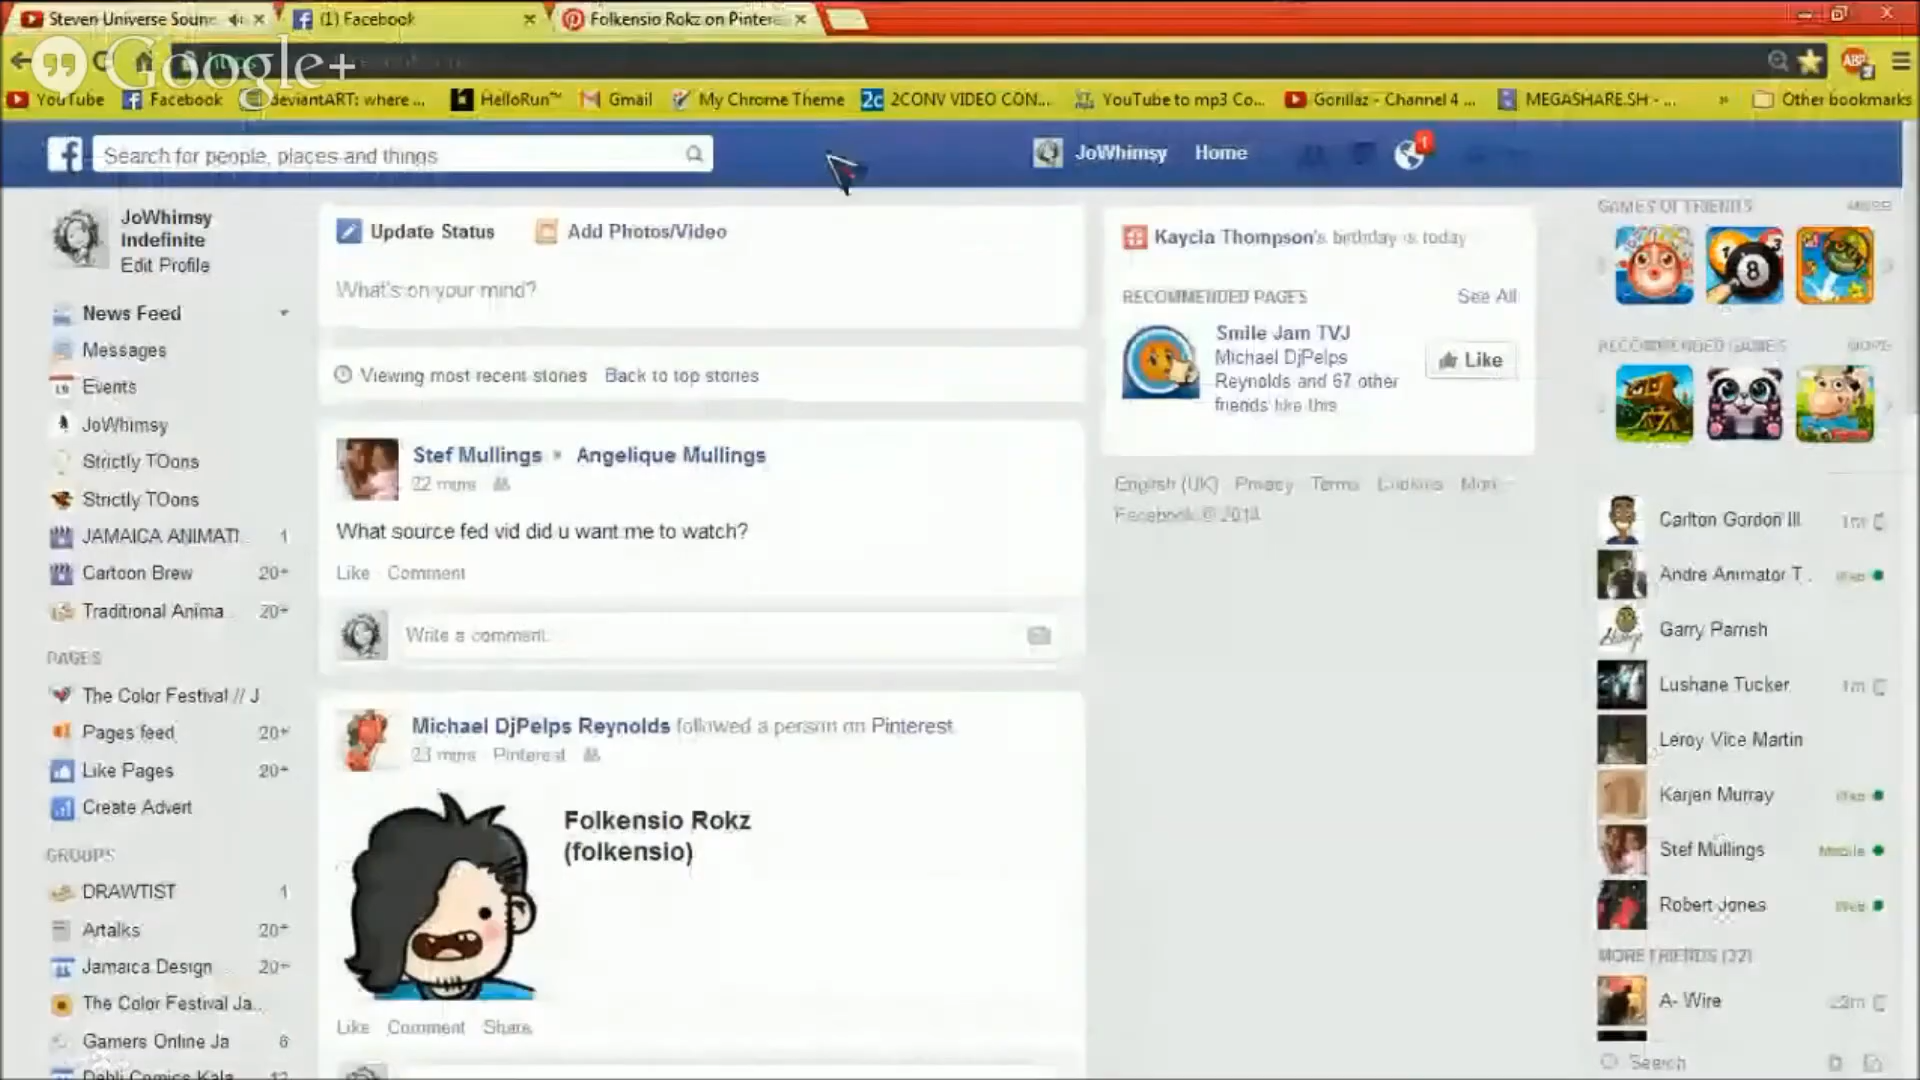 Steven Universe Soun
(1) Facebook
Folkensio Rokz on Pintere
Google+
YouTube
Facebook
deviantART: where ...
HelloRun™
Gmail
My Chrome Theme
2CONV VIDEO CON...
YouTube to mp3 Co...
Gorillaz - Channel 4 ...
MEGASHARE.SH - ...
»
Other bookmarks
Search for people, places and things
JoWhimsy
Home
1
JoWhimsy
Indefinite
Edit Profile
News Feed
Messages
Events
JoWhimsy
Strictly TOons
Strictly TOons
JAMAICA ANIMATI 1
Cartoon Brew 20+
Traditional Anima 20+
PAGES
The Color Festival // J
Pages feed 20+
Like Pages 20+
Create Advert
GROUPS
DRAWTIST 1
Artalks 20+
Jamaica Design 20+
The Color Festival Ja...
Gamers Online Ja 6
Update Status
Add Photos/Video
What's on your mind?
Viewing most recent stories Back to top stories
Stef Mullings Angelique Mullings
22 mins
What source fed vid did u want me to watch?
Like Comment
Write a comment
Michael DjPelps Reynolds followed a person on Pinterest
23 mins Pinterest
Folkensio Rokz
(folkensio)
Like Comment Share
Kaycia Thompson's birthday is today
RECOMMENDED PAGES See All
Smile Jam TVJ
Michael DjPelps
Reynolds and 67 other
friends like this
Like
English (UK) Privacy Terms Cookies More
Facebook © 2014
GAMES OF FRIENDS MORE
RECOMMENDED GAMES MORE
Carlton Gordon III 1m
Andre Animator T...
Garry Parrish
Lushane Tucker 1m
Leroy Vice Martin
Karjen Murray
Stef Mullings Mobile
Robert Jones Web
MORE FRIENDS (32)
A- Wire
Search